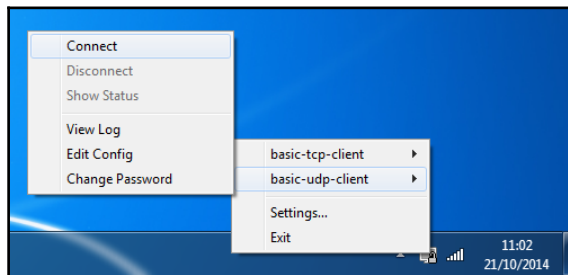 Connect
Disconnect
Show Status
View Log
Edit Config
Change Password
basic-tcp-client
basic-udp-client
Settings...
Exit
11:02
21/10/2014